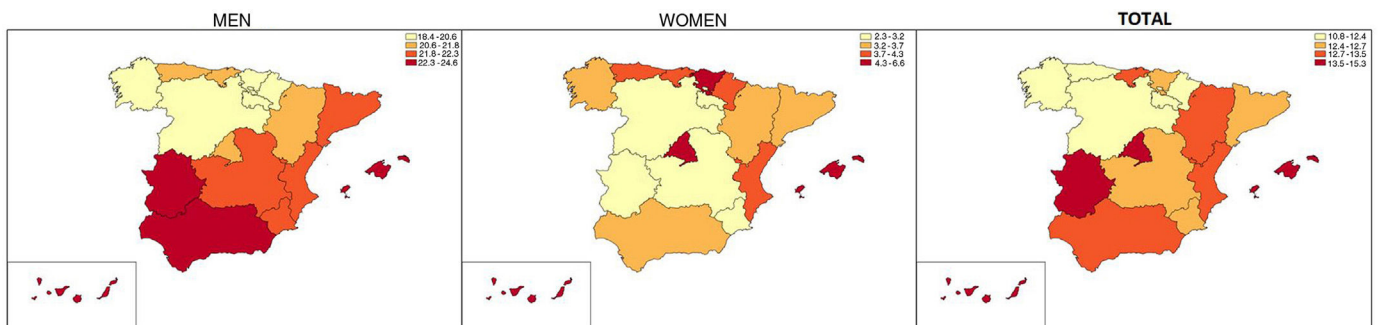 MEN
18.4 - 20.6
20.6 - 21.8
21.8 - 22.3
22.3 - 24.6
WOMEN
2.3 - 3.2
3.2 - 3.7
3.7 - 4.3
4.3 - 6.6
TOTAL
10.8 - 12.4
12.4 - 12.7
12.7 - 13.5
13.5 - 15.3